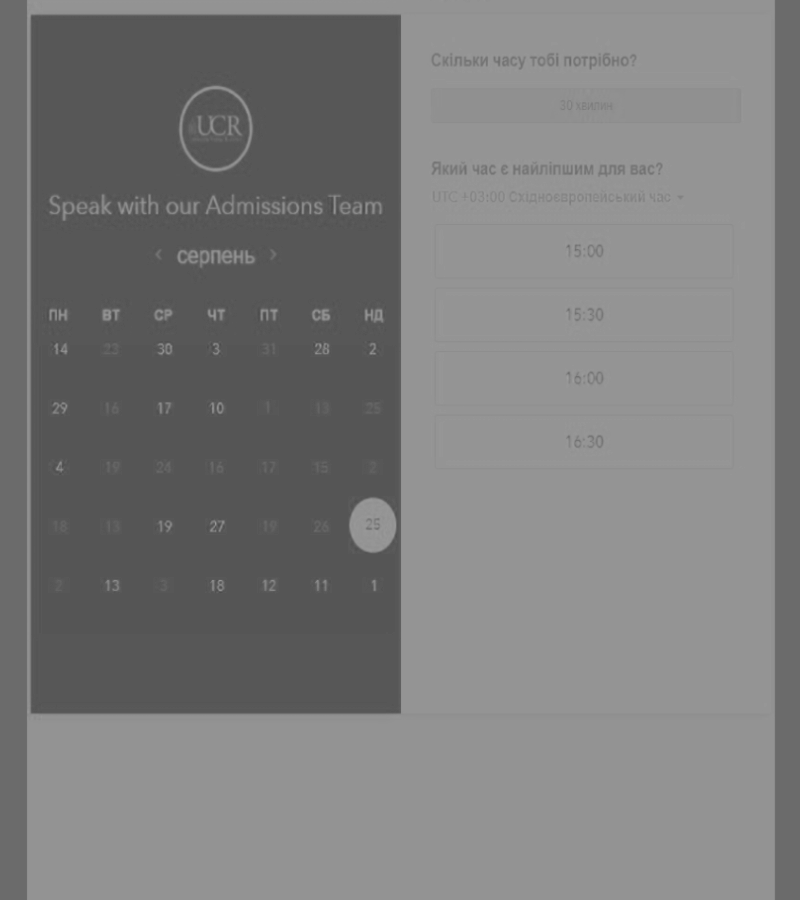 UCR
Speak with our Admissions Team
‹ серпень ›
ПН ВТ СР ЧТ ПТ СБ НД
14 22 30 3 31 28 2
29 16 17 10 1 13 25
4 19 24 16 17 15 2
18 13 19 27 19 26 25
2 13 3 18 12 11 1
Скільки часу тобі потрібно?
30 хвилин
Який час є найліпшим для вас?
UTC +03:00 Східноєвропейський час
15:00
15:30
16:00
16:30